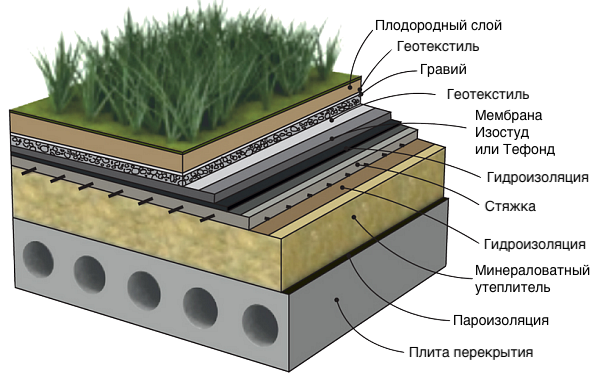 Плодородный слой
Геотекстиль
Гравий
Геотекстиль
Мембрана
Изостуд
или Тефонд
Гидроизоляция
Стяжка
Гидроизоляция
Минераловатный
утеплитель
Пароизоляция
Плита перекрытия